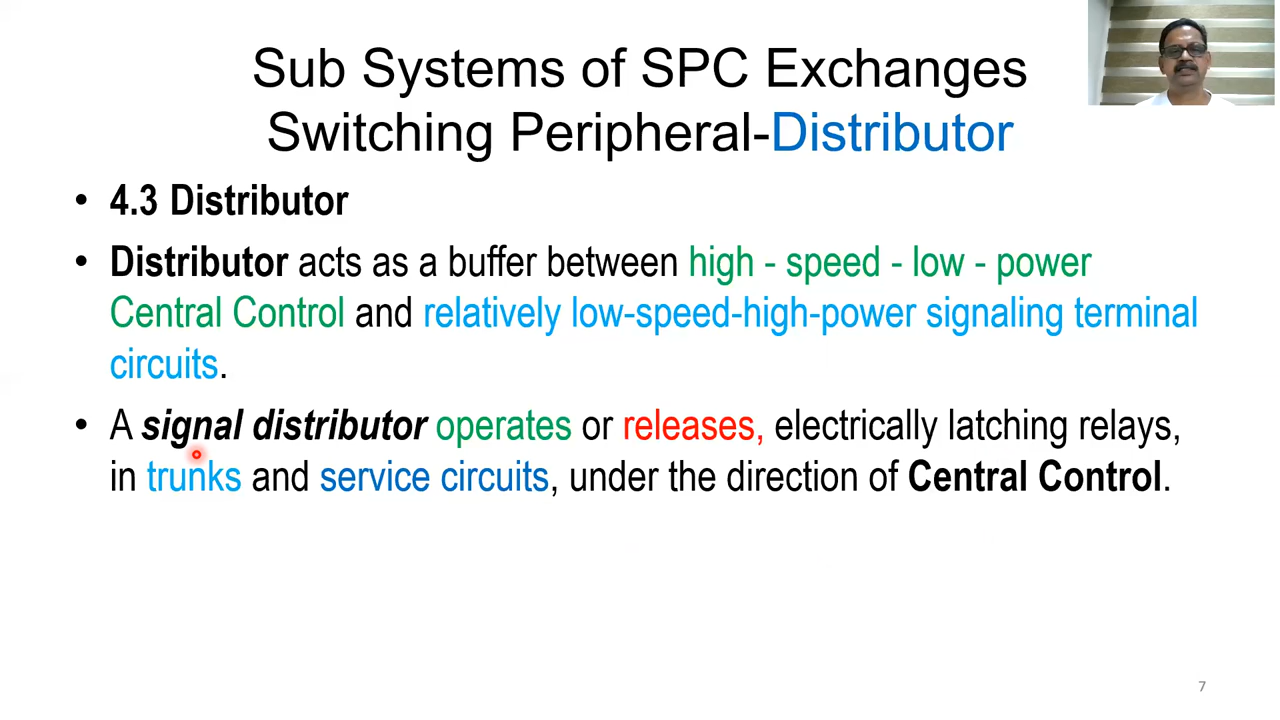 Sub Systems of SPC Exchanges
Switching Peripheral-Distributor
• 4.3 Distributor
• Distributor acts as a buffer between high - speed - low - power
Central Control and relatively low-speed-high-power signaling terminal
circuits.
• A signal distributor operates or releases, electrically latching relays,
in trunks and service circuits, under the direction of Central Control.
7